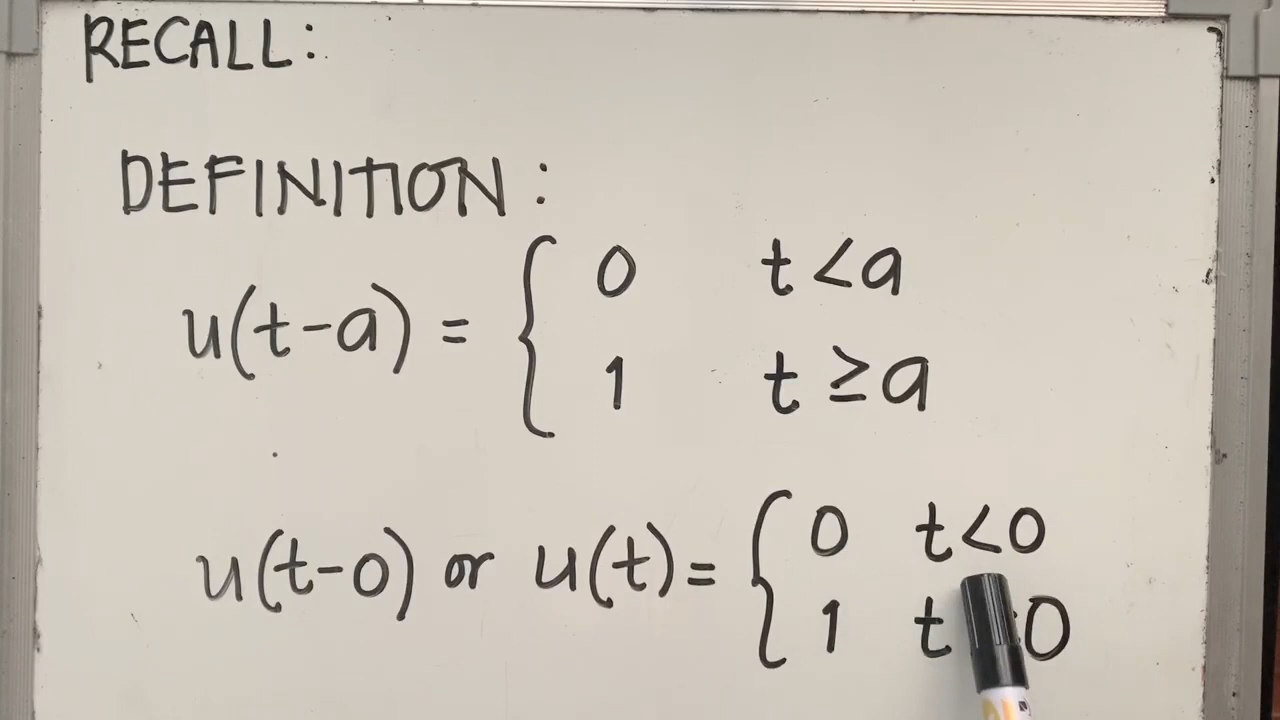 RECALL:
DEFINITION:
u(t-a) = { 0 t<a
1 t≥a
u(t-0) or u(t) = { 0 t<0
1 t 0